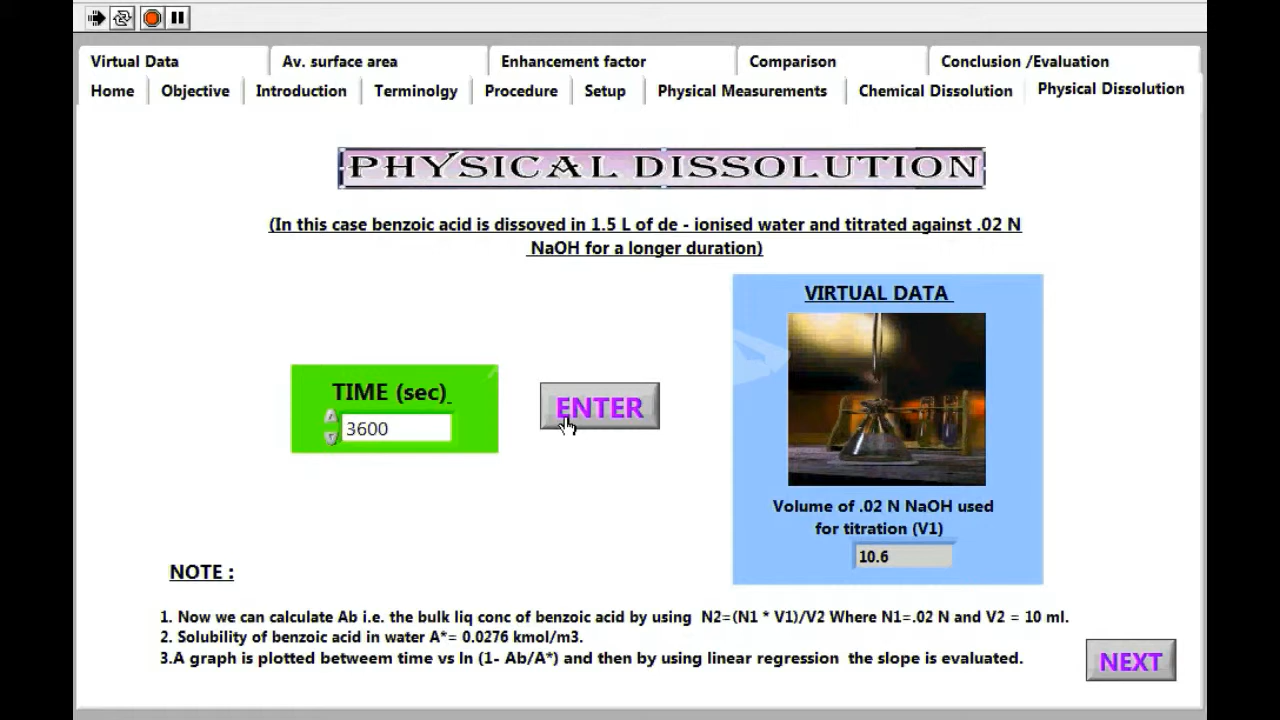 Virtual Data Av. surface area Enhancement factor Comparison Conclusion /Evaluation
Home Objective Introduction Terminolgy Procedure Setup Physical Measurements Chemical Dissolution Physical Dissolution
PHYSICAL DISSOLUTION
(In this case benzoic acid is dissoved in 1.5 L of de - ionised water and titrated against .02 N
NaOH for a longer duration)
VIRTUAL DATA
TIME (sec)
3600
ENTER
Volume of .02 N NaOH used
for titration (V1)
10.6
NOTE :
1. Now we can calculate Ab i.e. the bulk liq conc of benzoic acid by using N2=(N1 * V1)/V2 Where N1=.02 N and V2 = 10 ml.
2. Solubility of benzoic acid in water A*= 0.0276 kmol/m3.
3.A graph is plotted betweem time vs ln (1- Ab/A*) and then by using linear regression the slope is evaluated.
NEXT